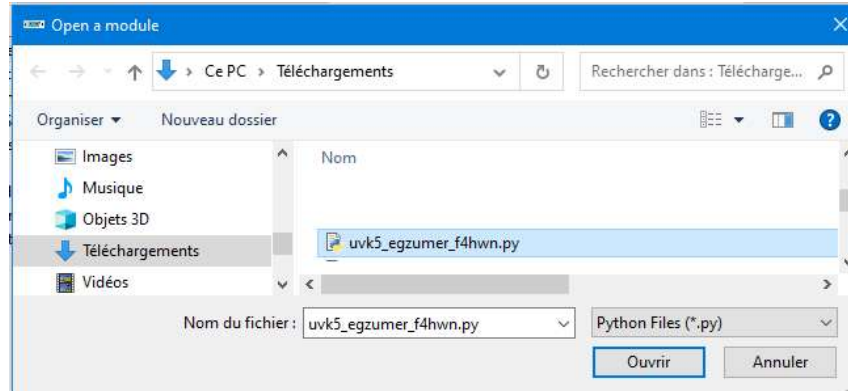 Open a module
Ce PC > Téléchargements
Rechercher dans : Télécharge...
Organiser
Nouveau dossier
?
Images
Musique
Objets 3D
Téléchargements
Vidéos
Nom
uvk5_egzumer_f4hwn.py
Nom du fichier : uvk5_egzumer_f4hwn.py
Python Files (*.py)
Ouvrir
Annuler